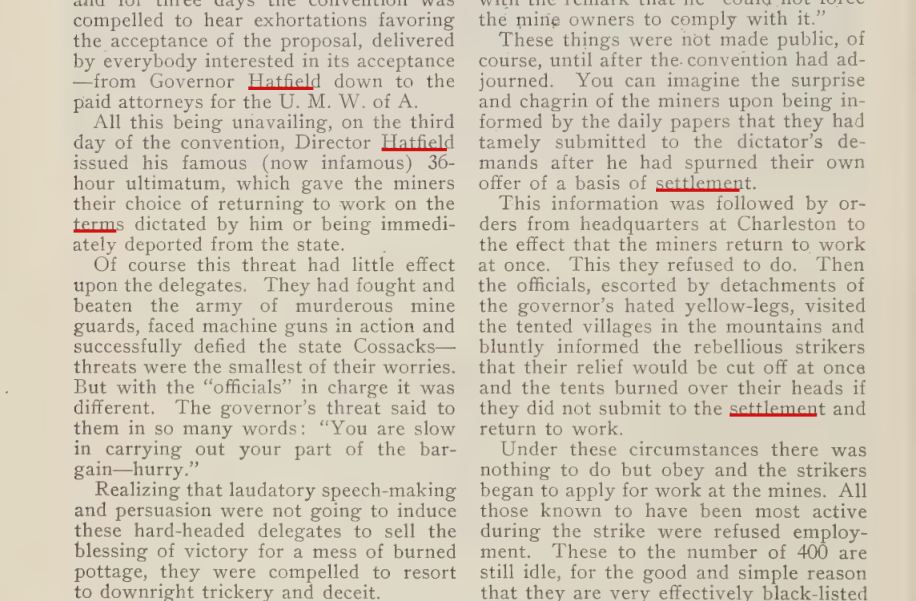 and for three days the convention was
compelled to hear exhortations favoring
the acceptance of the proposal, delivered
by everybody interested in its acceptance
—from Governor Hatfield down to the
paid attorneys for the U. M. W. of A.
All this being unavailing, on the third
day of the convention, Director Hatfield
issued his famous (now infamous) 36-
hour ultimatum, which gave the miners
their choice of returning to work on the
terms dictated by him or being immedi-
ately deported from the state.
Of course this threat had little effect
upon the delegates. They had fought and
beaten the army of murderous mine
guards, faced machine guns in action and
successfully defied the state Cossacks—
threats were the smallest of their worries.
But with the “officials” in charge it was
different. The governor’s threat said to
them in so many words: “You are slow
in carrying out your part of the bar-
gain—hurry.”
Realizing that laudatory speech-making
and persuasion were not going to induce
these hard-headed delegates to sell the
blessing of victory for a mess of burned
pottage, they were compelled to resort
to downright trickery and deceit.
with the remark that he “could not force
the mine owners to comply with it.”
These things were not made public, of
course, until after the convention had ad-
journed. You can imagine the surprise
and chagrin of the miners upon being in-
formed by the daily papers that they had
tamely submitted to the dictator’s de-
mands after he had spurned their own
offer of a basis of settlement.
This information was followed by or-
ders from headquarters at Charleston to
the effect that the miners return to work
at once. This they refused to do. Then
the officials, escorted by detachments of
the governor’s hated yellow-legs, visited
the tented villages in the mountains and
bluntly informed the rebellious strikers
that their relief would be cut off at once
and the tents burned over their heads if
they did not submit to the settlement and
return to work.
Under these circumstances there was
nothing to do but obey and the strikers
began to apply for work at the mines. All
those known to have been most active
during the strike were refused employ-
ment. These to the number of 400 are
still idle, for the good and simple reason
that they are very effectively black-listed